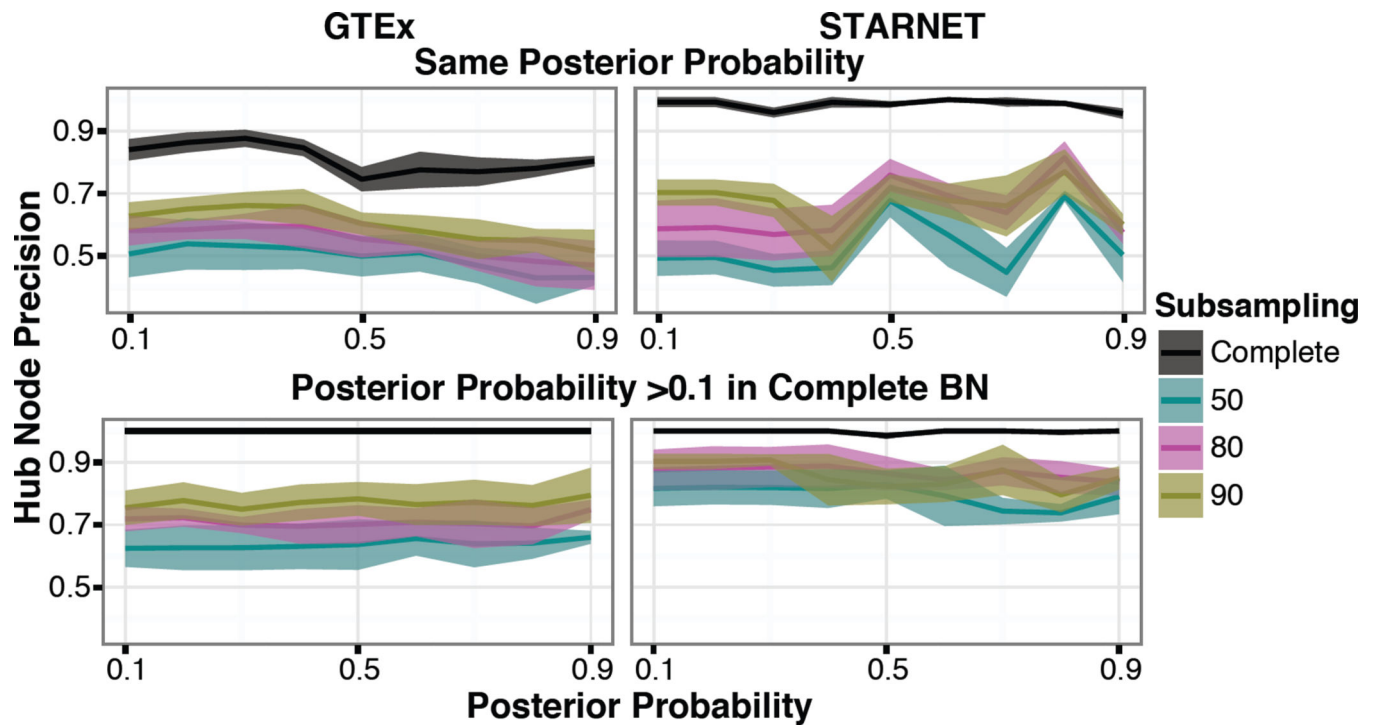 GTEx STARNET
Same Posterior Probability
Hub Node Precision
0.9
0.7
0.5
0.1 0.5 0.9 0.1 0.5 0.9
Posterior Probability >0.1 in Complete BN
0.9
0.7
0.5
0.1 0.5 0.9 0.1 0.5 0.9
Posterior Probability
Subsampling
Complete
50
80
90